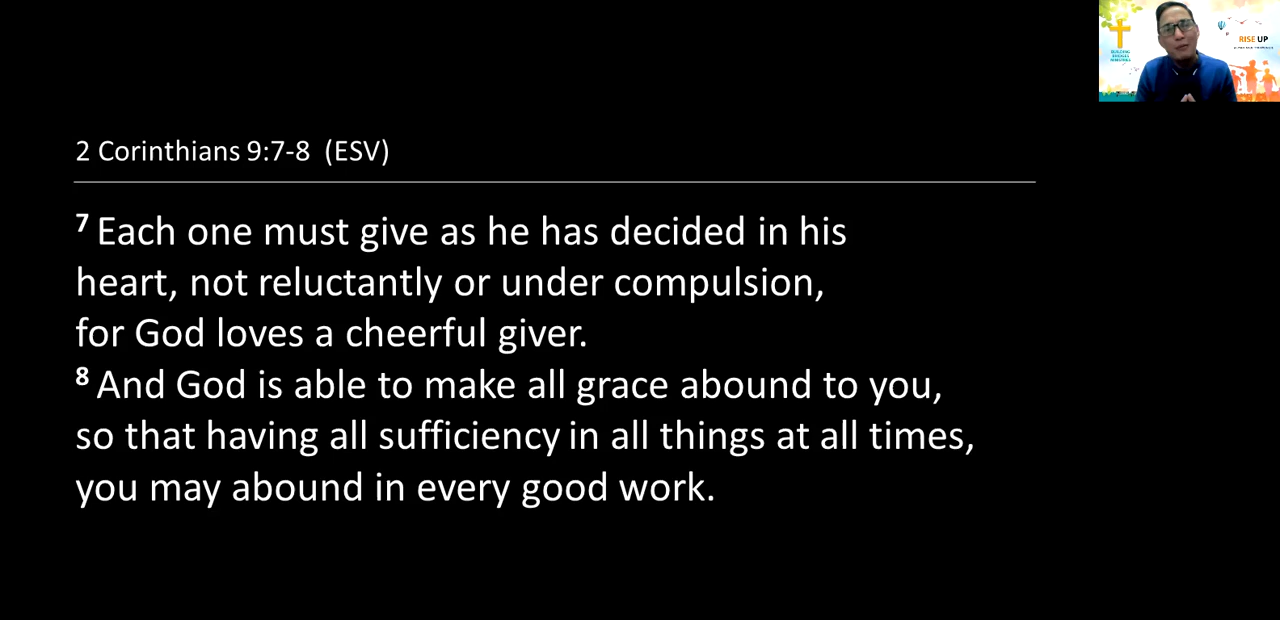 2 Corinthians 9:7-8 (ESV)
7 Each one must give as he has decided in his
heart, not reluctantly or under compulsion,
for God loves a cheerful giver.
8 And God is able to make all grace abound to you,
so that having all sufficiency in all things at all times,
you may abound in every good work.
BUILDING
BRIDGES
MINISTRIES
RISE UP